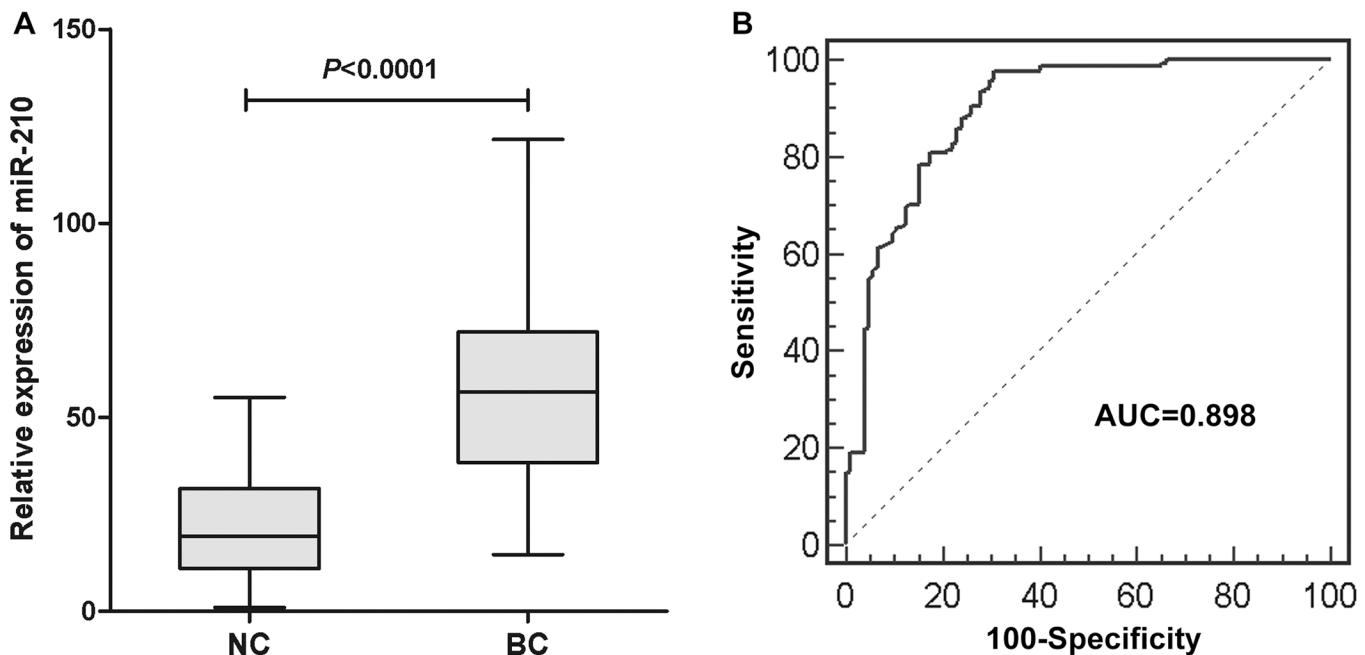 A
Relative expression of miR-210
150
100
50
0
P<0.0001
NC
BC
B
Sensitivity
100
80
60
40
20
0
AUC=0.898
0 20 40 60 80 100
100-Specificity